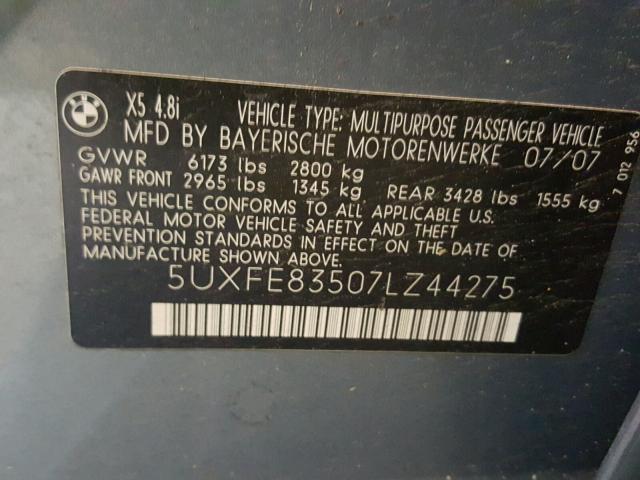 BMW
X5 4.8i
VEHICLE TYPE: MULTIPURPOSE PASSENGER VEHICLE
MFD BY BAYERISCHE MOTORENWERKE 07/07
GVWR 6173 lbs 2800 kg
GAWR FRONT 2965 lbs 1345 kg REAR 3428 lbs 1555 kg
THIS VEHICLE CONFORMS TO ALL APPLICABLE U.S.
FEDERAL MOTOR VEHICLE SAFETY AND THEFT
PREVENTION STANDARDS IN EFFECT ON THE DATE OF
MANUFACTURE SHOWN ABOVE.
5UXFE83507LZ44275
7 012 956